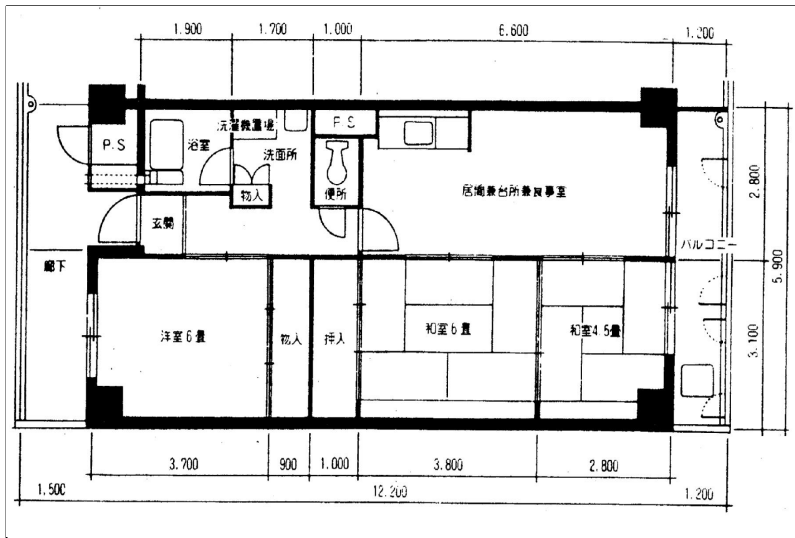 1.900
1.700
1.000
6.600
1.200
P.S
浴室
洗濯機置場
洗面所
P.S
物入
便所
居間兼台所兼食事室
2.800
玄関
バルコニー
廊下
5.900
洋室6畳
物入
押入
和室6畳
和室4.5畳
3.100
3.700
900
1.000
3.800
2.800
1.500
12.200
1.200